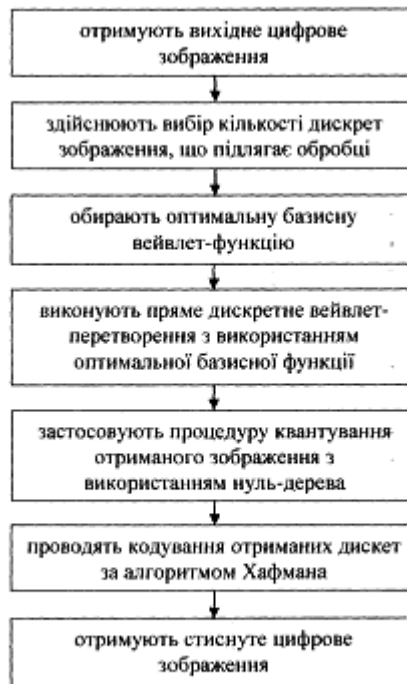 отримують вихідне цифрове
зображення
здійснюють вибір кількості дискрет
зображення, що підлягає обробці
обирають оптимальну базисну
вейвлет-функцію
виконують пряме дискретне вейвлет-
перетворення з використанням
оптимальної базисної функції
застосовують процедуру квантування
отриманого зображення з
використанням нуль-дерева
проводять кодування отриманих дискет
за алгоритмом Хафмана
отримують стиснуте цифрове
зображення